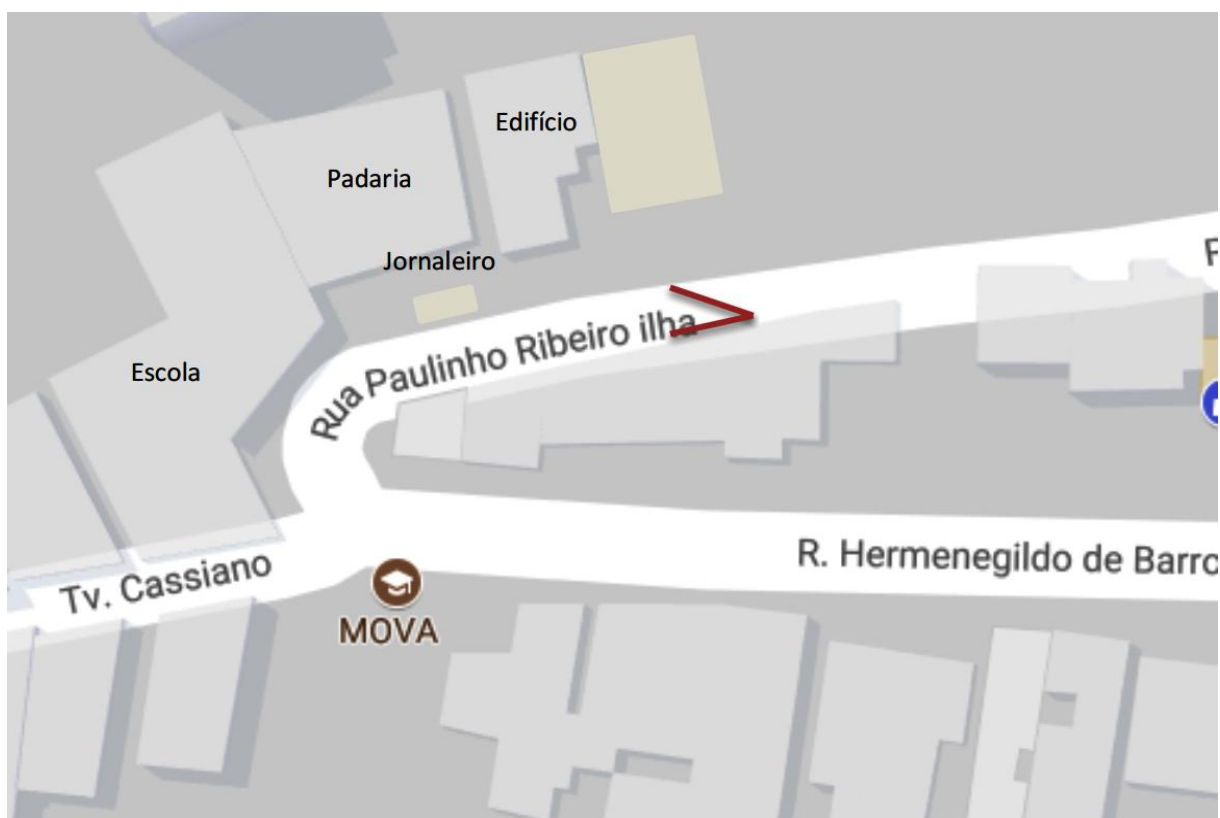 Edifício
Padaria
Jornaleiro
Rua Paulinho Ribeiro ilha
Escola
R. Hermenegildo de Barro
Tv. Cassiano
MOVA